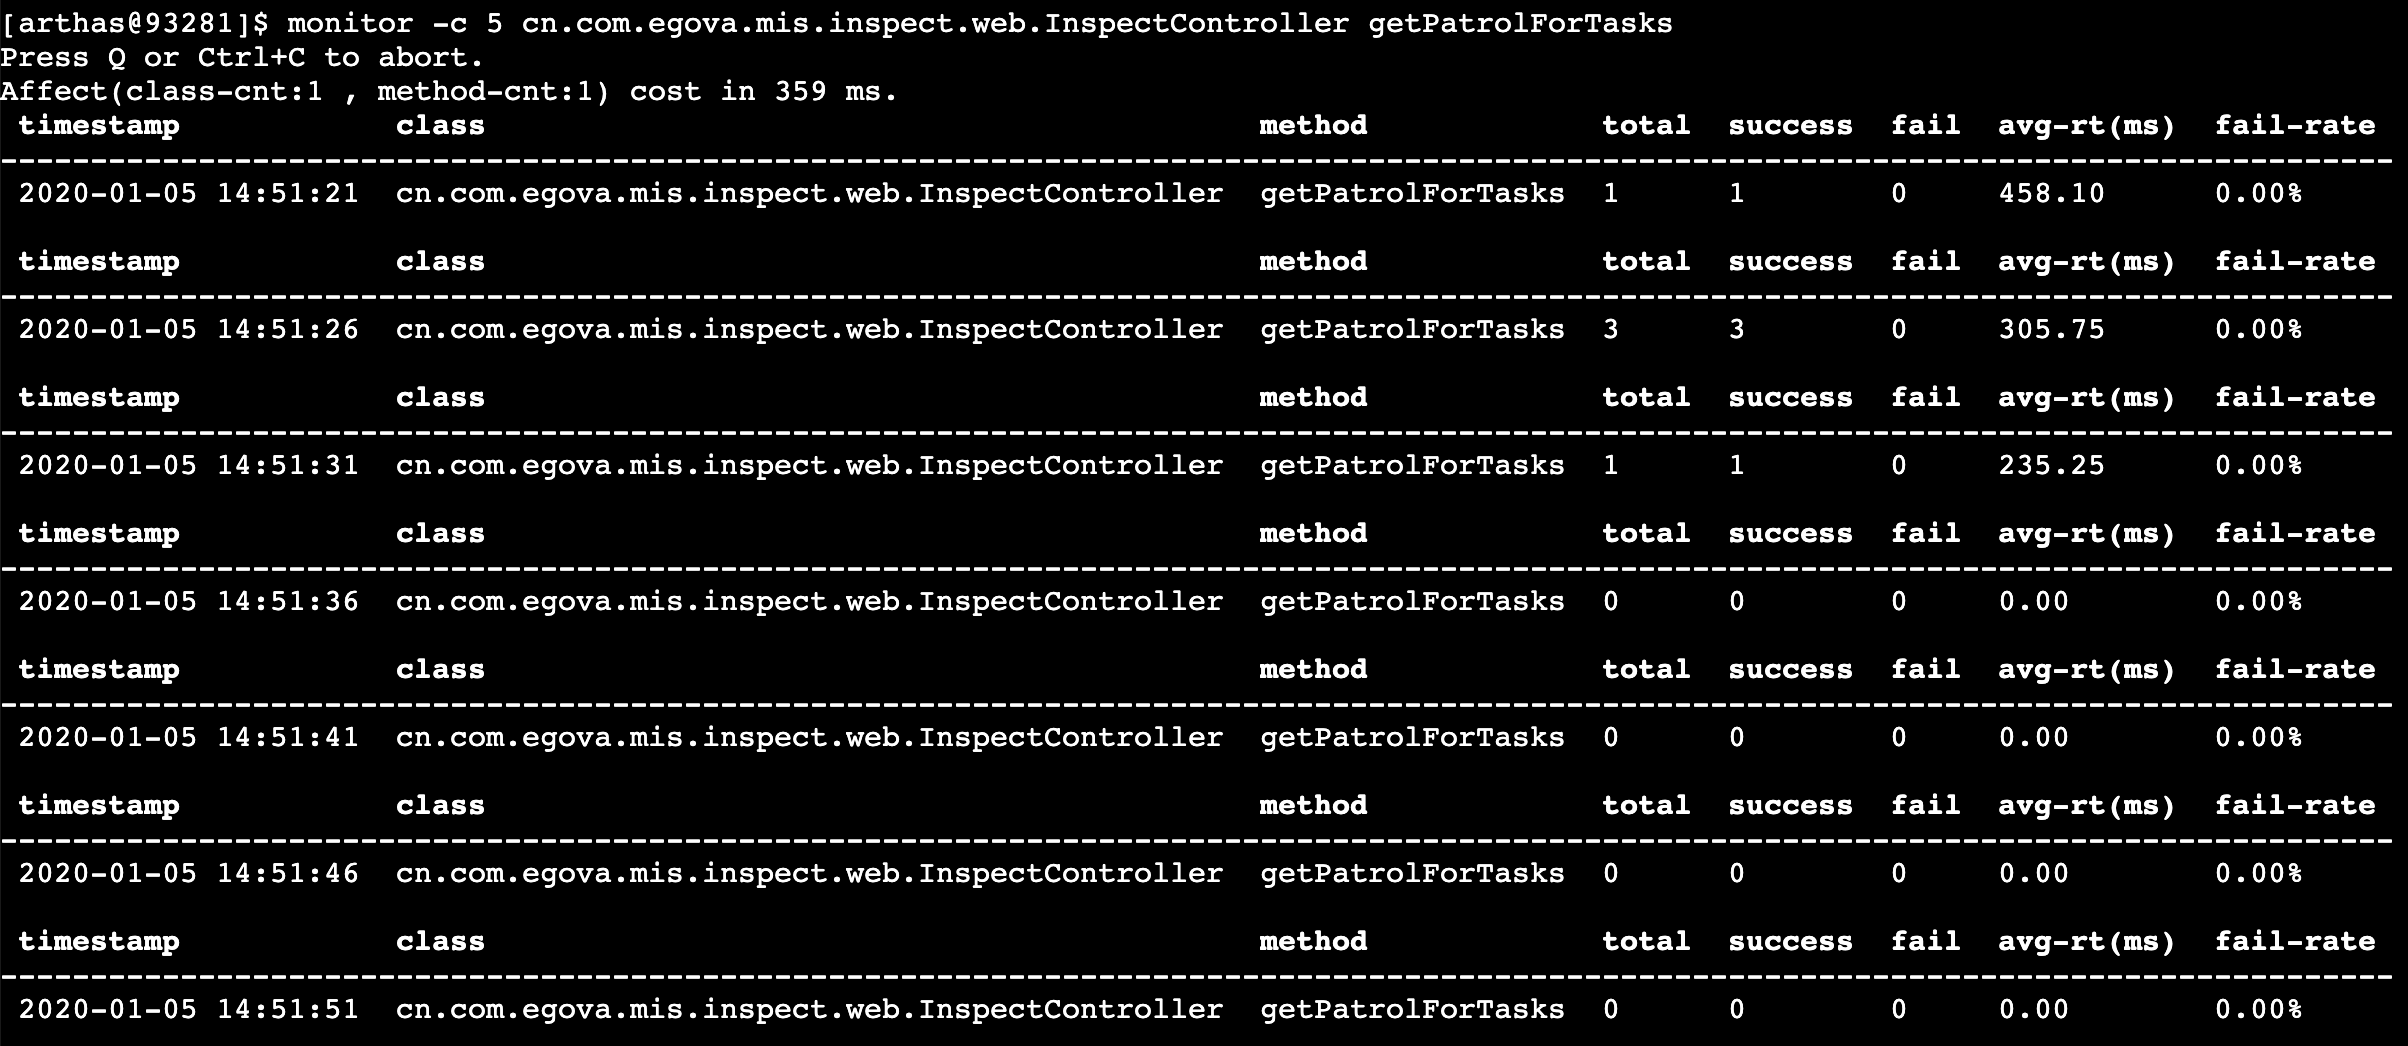 [arthas@93281]$ monitor -c 5 cn.com.egova.mis.inspect.web.InspectController getPatrolForTasks
Press Q or Ctrl+C to abort.
Affect(class-cnt:1 , method-cnt:1) cost in 359 ms.
timestamp class method total success fail avg-rt(ms) fail-rate
2020-01-05 14:51:21 cn.com.egova.mis.inspect.web.InspectController getPatrolForTasks 1 1 0 458.10 0.00%
timestamp class method total success fail avg-rt(ms) fail-rate
2020-01-05 14:51:26 cn.com.egova.mis.inspect.web.InspectController getPatrolForTasks 3 3 0 305.75 0.00%
timestamp class method total success fail avg-rt(ms) fail-rate
2020-01-05 14:51:31 cn.com.egova.mis.inspect.web.InspectController getPatrolForTasks 1 1 0 235.25 0.00%
timestamp class method total success fail avg-rt(ms) fail-rate
2020-01-05 14:51:36 cn.com.egova.mis.inspect.web.InspectController getPatrolForTasks 0 0 0 0.00 0.00%
timestamp class method total success fail avg-rt(ms) fail-rate
2020-01-05 14:51:41 cn.com.egova.mis.inspect.web.InspectController getPatrolForTasks 0 0 0 0.00 0.00%
timestamp class method total success fail avg-rt(ms) fail-rate
2020-01-05 14:51:46 cn.com.egova.mis.inspect.web.InspectController getPatrolForTasks 0 0 0 0.00 0.00%
timestamp class method total success fail avg-rt(ms) fail-rate
2020-01-05 14:51:51 cn.com.egova.mis.inspect.web.InspectController getPatrolForTasks 0 0 0 0.00 0.00%